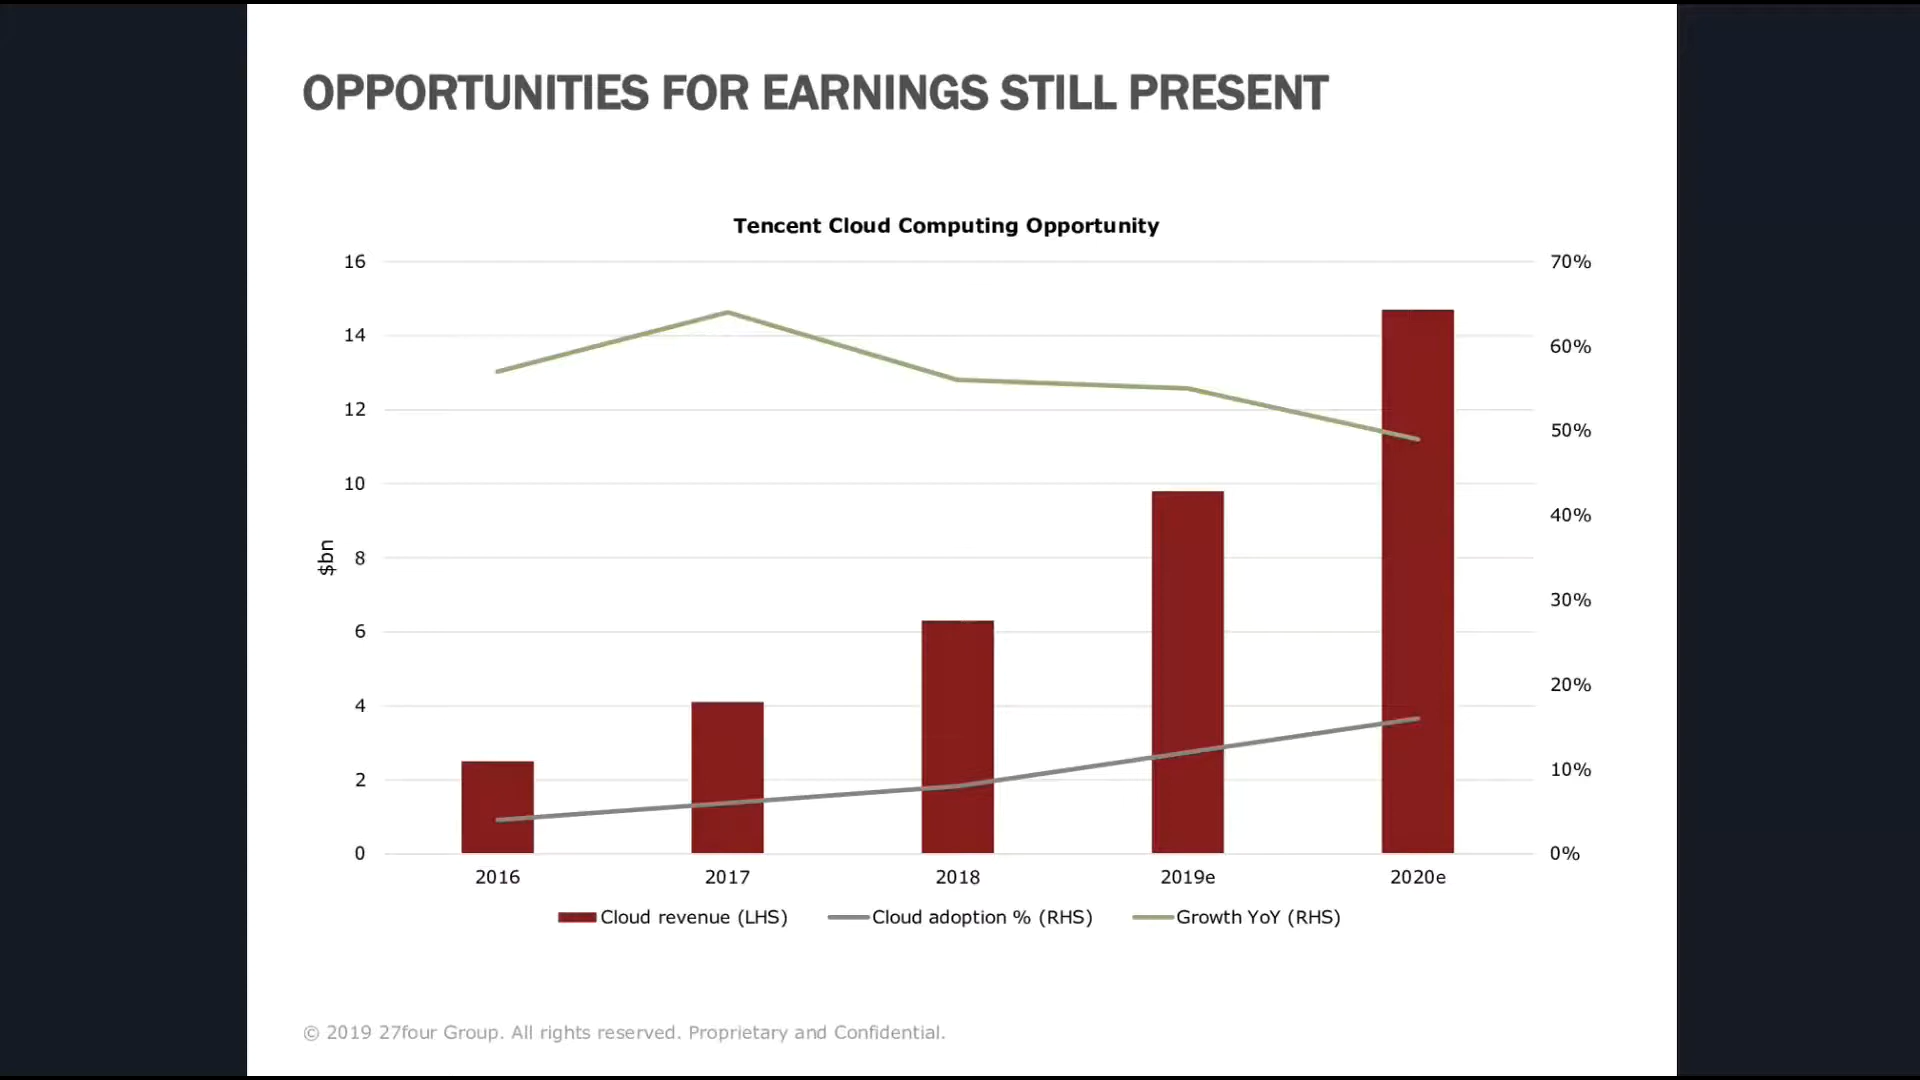 OPPORTUNITIES FOR EARNINGS STILL PRESENT
Tencent Cloud Computing Opportunity
16
14
12
10
8
6
4
2
0
$bn
70%
60%
50%
40%
30%
20%
10%
0%
2016 2017 2018 2019e 2020e
Cloud revenue (LHS) Cloud adoption % (RHS) Growth YoY (RHS)
© 2019 27four Group. All rights reserved. Proprietary and Confidential.